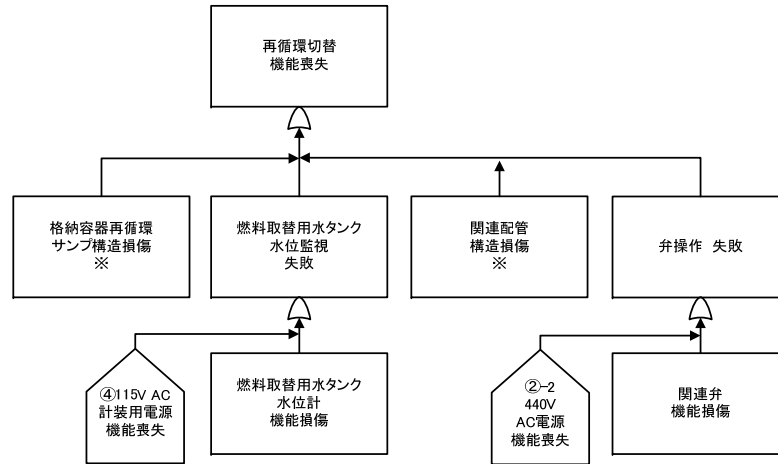 再循環切替
機能喪失
格納容器再循環
サンプ構造損傷
※
燃料取替用水タンク
水位監視
失敗
関連配管
構造損傷
※
弁操作 失敗
④115V AC
計装用電源
機能喪失
燃料取替用水タンク
水位計
機能損傷
②-2
440V
AC電源
機能喪失
関連弁
機能損傷